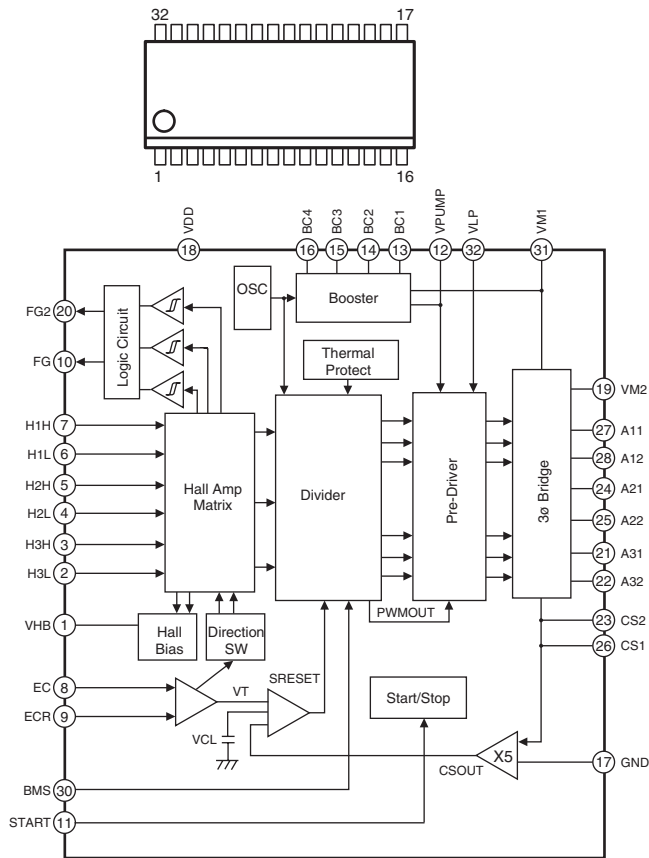 32 17
1 16
VDD BC4 BC3 BC2 BC1 VPUMP VLP VM1
18 16 15 14 13 12 32 31
OSC
Booster
FG2 20
Logic Circuit
Thermal
Protect
FG 10
19 VM2
H1H 7
27 A11
H1L 6
28 A12
H2H 5
Hall Amp
Matrix
Divider
Pre-Driver
3ø Bridge
24 A21
H2L 4
25 A22
H3H 3
21 A31
H3L 2
22 A32
PWMOUT
VHB 1
Hall
Bias
Direction
SW
23 CS2
26 CS1
EC 8
SRESET
VT
Start/Stop
ECR 9
VCL
X5
CSOUT
17 GND
BMS 30
START 11